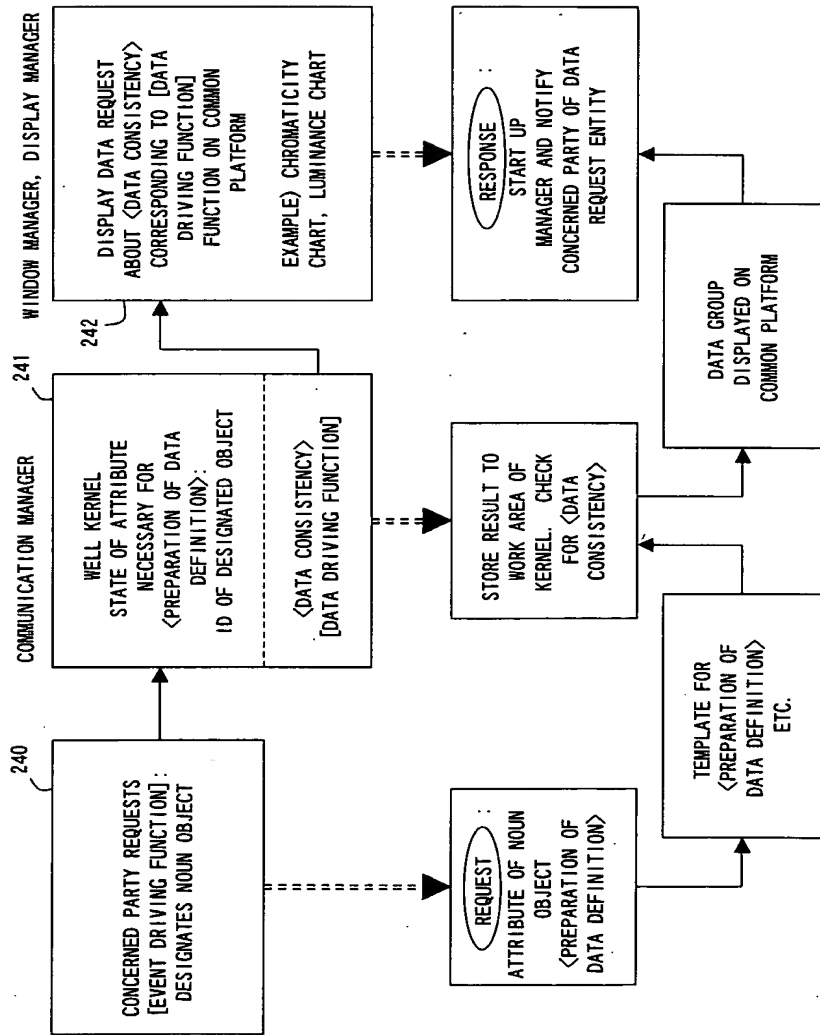 240
CONCERNED PARTY REQUESTS
[EVENT DRIVING FUNCTION]:
DESIGNATES NOUN OBJECT
COMMUNICATION MANAGER
241
WELL KERNEL
STATE OF ATTRIBUTE
NECESSARY FOR
<PREPARATION OF DATA
DEFINITION>:
ID OF DESIGNATED OBJECT
<DATA CONSISTENCY>
[DATA DRIVING FUNCTION]
WINDOW MANAGER, DISPLAY MANAGER
242
DISPLAY DATA REQUEST
ABOUT <DATA CONSISTENCY>
CORRESPONDING TO [DATA
DRIVING FUNCTION]
FUNCTION ON COMMON
PLATFORM
EXAMPLE) CHROMATICITY
CHART, LUMINANCE CHART
REQUEST :
ATTRIBUTE OF NOUN
OBJECT
<PREPARATION OF
DATA DEFINITION>
STORE RESULT TO
WORK AREA OF
KERNEL. CHECK
FOR <DATA
CONSISTENCY>
RESPONSE :
START UP
MANAGER AND NOTIFY
CONCERNED PARTY OF DATA
REQUEST ENTITY
TEMPLATE FOR
<PREPARATION OF
DATA DEFINITION>
ETC.
DATA GROUP
DISPLAYED ON
COMMON PLATFORM